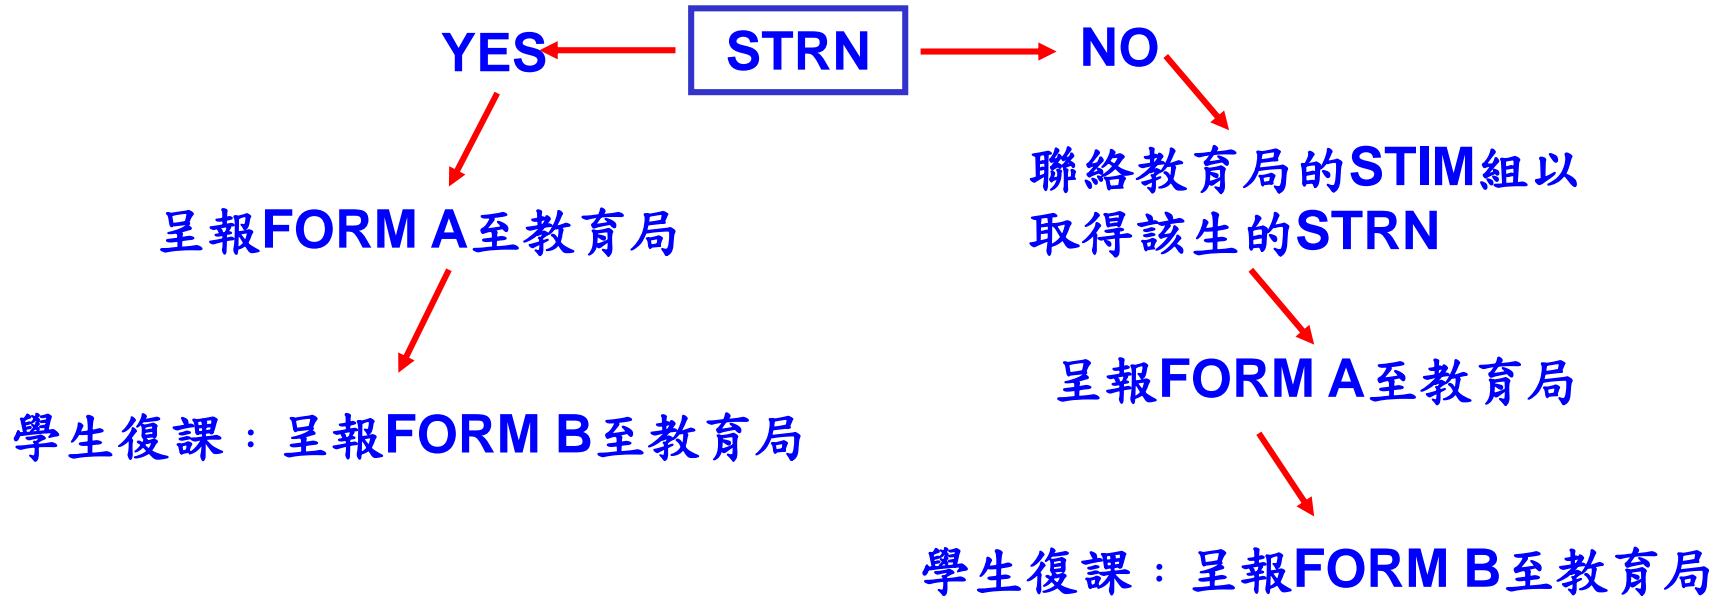 YES
STRN
NO
聯絡教育局的STIM組以
取得該生的STRN
呈報FORM A至教育局
呈報FORM A至教育局
學生復課：呈報FORM B至教育局
學生復課：呈報FORM B至教育局